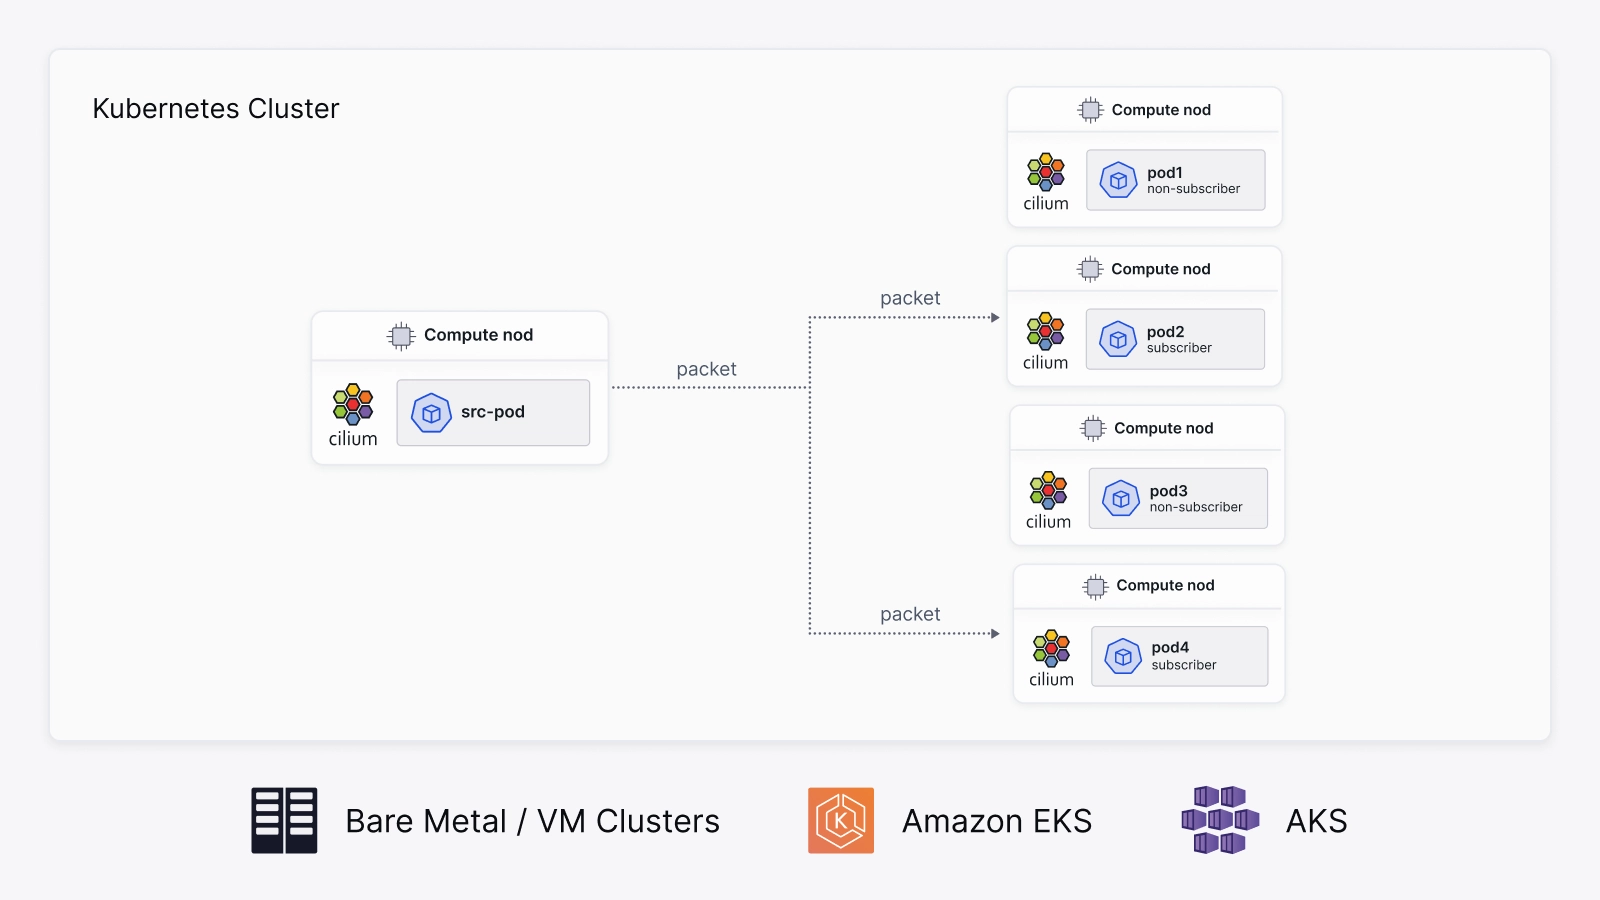 Kubernetes Cluster
Compute nod
cilium
src-pod
packet
packet
packet
Compute nod
cilium
pod1
non-subscriber
Compute nod
cilium
pod2
subscriber
Compute nod
cilium
pod3
non-subscriber
Compute nod
cilium
pod4
subscriber
Bare Metal / VM Clusters
K
Amazon EKS
AKS